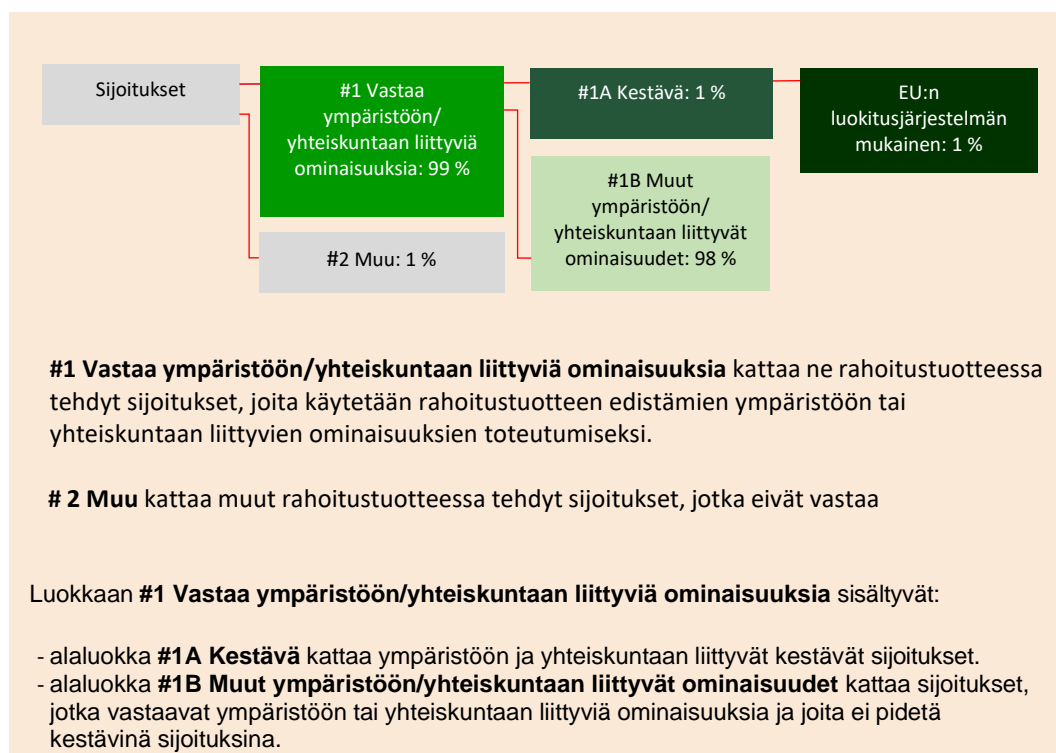 Sijoitukset
#1 Vastaa
ympäristöön/
yhteiskuntaan liittyviä
ominaisuuksia: 99 %
#2 Muu: 1 %
#1A Kestävä: 1 %
#1B Muut
ympäristöön/
yhteiskuntaan liittyvät
ominaisuudet: 98 %
EU:n
luokitusjärjestelmän
mukainen: 1 %
#1 Vastaa ympäristöön/yhteiskuntaan liittyviä ominaisuuksia kattaa ne rahoitustuotteessa
tehdyt sijoitukset, joita käytetään rahoitustuotteen edistämien ympäristöön tai
yhteiskuntaan liittyvien ominaisuuksien toteutumiseksi.
# 2 Muu kattaa muut rahoitustuotteessa tehdyt sijoitukset, jotka eivät vastaa
Luokkaan #1 Vastaa ympäristöön/yhteiskuntaan liittyviä ominaisuuksia sisältyvät:
- alaluokka #1A Kestävä kattaa ympäristöön ja yhteiskuntaan liittyvät kestävät sijoitukset.
- alaluokka #1B Muut ympäristöön/yhteiskuntaan liittyvät ominaisuudet kattaa sijoitukset,
jotka vastaavat ympäristöön tai yhteiskuntaan liittyviä ominaisuuksia ja joita ei pidetä
kestävinä sijoituksina.